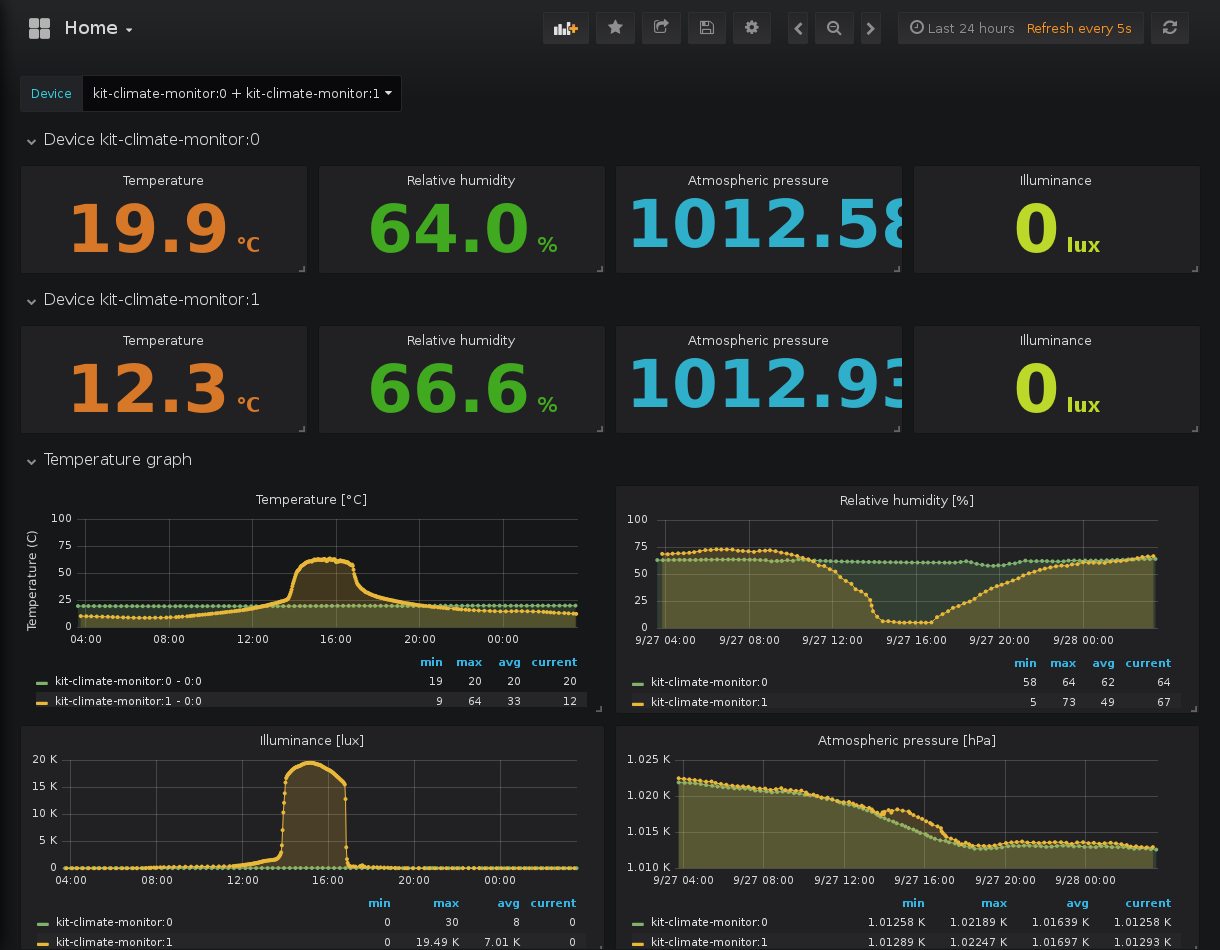 Home
Last 24 hours Refresh every 5s
Device kit-climate-monitor:0 + kit-climate-monitor:1
Device kit-climate-monitor:0
Temperature Relative humidity Atmospheric pressure Illuminance
19.9 °C 64.0 % 1012.58 0 lux
Device kit-climate-monitor:1
Temperature Relative humidity Atmospheric pressure Illuminance
12.3 °C 66.6 % 1012.93 0 lux
Temperature graph
Temperature [°C]
Temperature (C)
100
75
50
25
0
04:00 08:00 12:00 16:00 20:00 00:00
min max avg current
kit-climate-monitor:0 - 0:0 19 20 20 20
kit-climate-monitor:1 - 0:0 9 64 33 12
Relative humidity [%]
100
75
50
25
0
9/27 04:00 9/27 08:00 9/27 12:00 9/27 16:00 9/27 20:00 9/28 00:00
min max avg current
kit-climate-monitor:0 58 64 62 64
kit-climate-monitor:1 5 73 49 67
Illuminance [lux]
20 K
15 K
10 K
5 K
0
04:00 08:00 12:00 16:00 20:00 00:00
min max avg current
kit-climate-monitor:0 0 30 8 0
kit-climate-monitor:1 0 19.49 K 7.01 K 0
Atmospheric pressure [hPa]
1.025 K
1.020 K
1.015 K
1.010 K
9/27 04:00 9/27 08:00 9/27 12:00 9/27 16:00 9/27 20:00 9/28 00:00
min max avg current
kit-climate-monitor:0 1.01258 K 1.02189 K 1.01639 K 1.01258 K
kit-climate-monitor:1 1.01289 K 1.02247 K 1.01697 K 1.01293 K